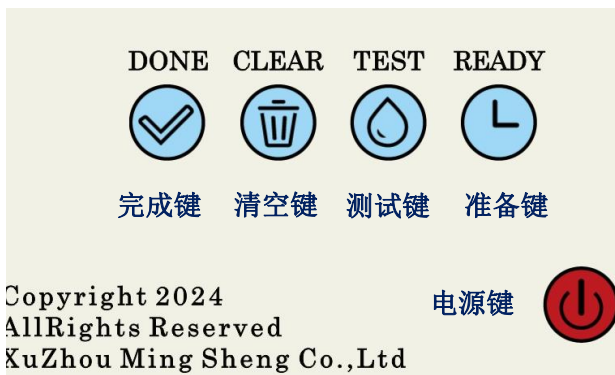 DONE CLEAR TEST READY
完成键 清空键 测试键 准备键
电源键
Copyright 2024
AllRights Reserved
XuZhou Ming Sheng Co.,Ltd